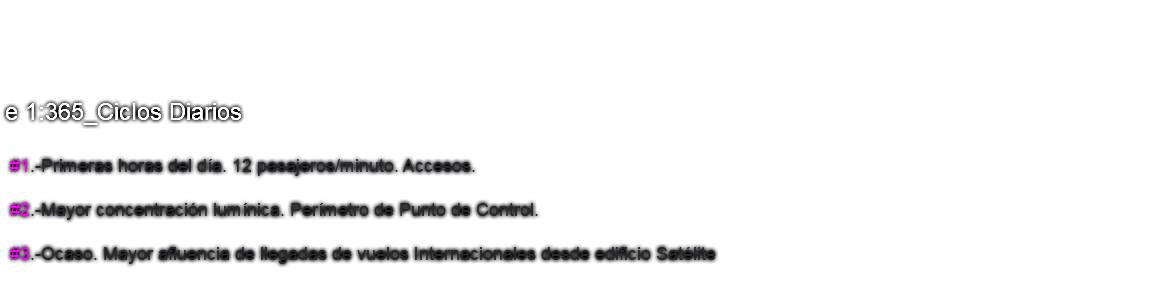 e 1:365_Ciclos Diarios
#1.-Primeras horas del día. 12 pasajeros/minuto. Accesos.
#2.-Mayor concentración lumínica. Perímetro de Punto de Control.
#3.-Ocaso. Mayor afluencia de llegadas de vuelos Internacionales desde edificio Satélite